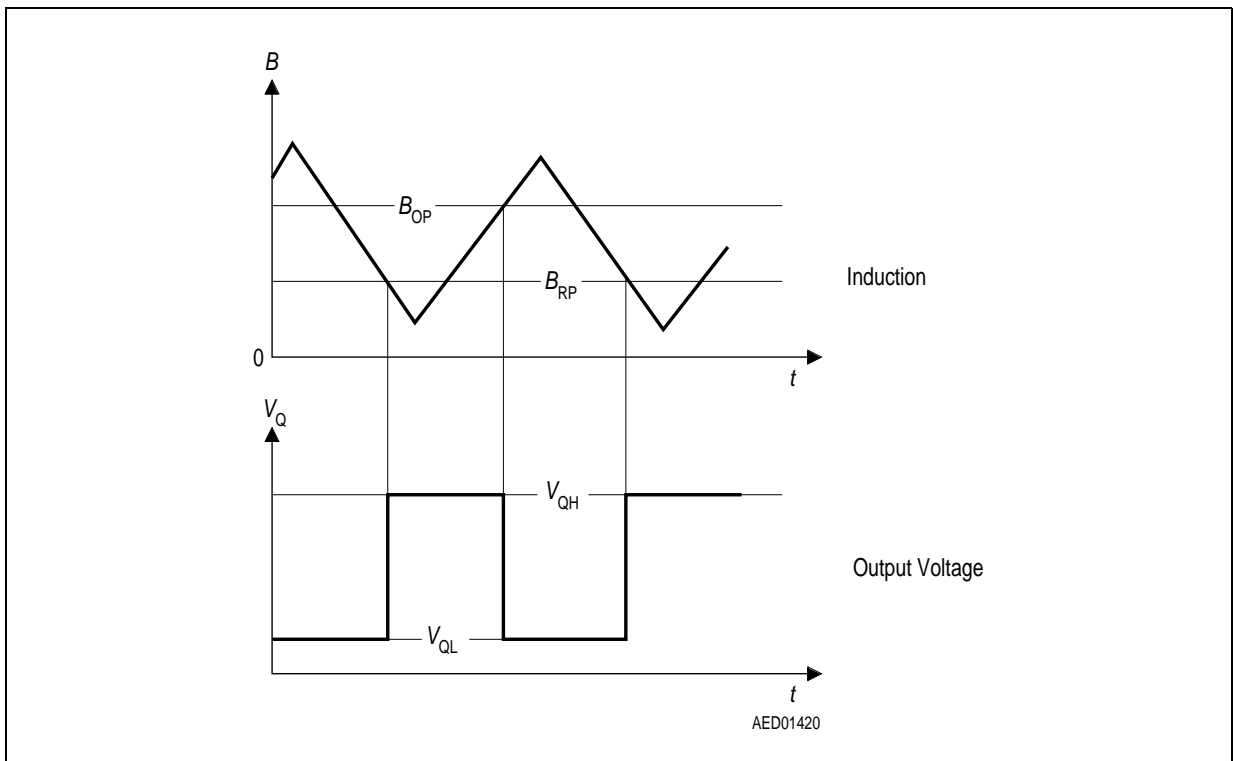 B
B_OP
B_RP
Induction
0
t
V_Q
V_QH
Output Voltage
V_QL
t
AED01420